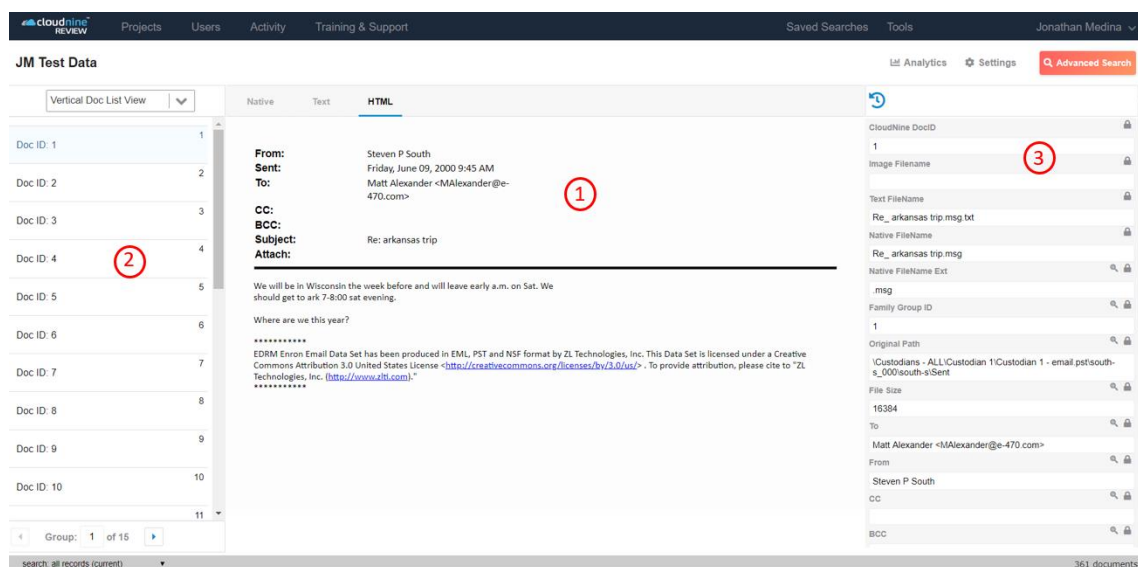 cloudnine™ REVIEW Projects Users Activity Training & Support Saved Searches Tools Jonathan Medina
JM Test Data Analytics Settings Advanced Search
Vertical Doc List View
Doc ID: 1 1
Doc ID: 2 2
Doc ID: 3 3
Doc ID: 4 4
Doc ID: 5 5
Doc ID: 6 6
Doc ID: 7 7
Doc ID: 8 8
Doc ID: 9 9
Doc ID: 10 10
11
2
Group: 1 of 15
search: all records (current)
Native Text HTML
From: Steven P South
Sent: Friday, June 09, 2000 9:45 AM
To: Matt Alexander <MAlexander@e-
470.com>
1
CC:
BCC:
Subject: Re: arkansas trip
Attach:
We will be in Wisconsin the week before and will leave early a.m. on Sat. We
should get to ark 7-8:00 sat evening.
Where are we this year?
***********
EDRM Enron Email Data Set has been produced in EML, PST and NSF format by ZL Technologies, Inc. This Data Set is licensed under a Creative
Commons Attribution 3.0 United States License <http://creativecommons.org/licenses/by/3.0/us/> . To provide attribution, please cite to "ZL
Technologies, Inc. (http://www.zlti.com)."
***********
CloudNine DocID
1
3
Image Filename
Text FileName
Re_ arkansas trip.msg.txt
Native FileName
Re_ arkansas trip.msg
Native FileName Ext
.msg
Family Group ID
1
Original Path
\Custodians - ALL\Custodian 1\Custodian 1 - email.pst\south-
s_000\south-s\Sent
File Size
16384
To
Matt Alexander <MAlexander@e-470.com>
From
Steven P South
CC
BCC
361 documents